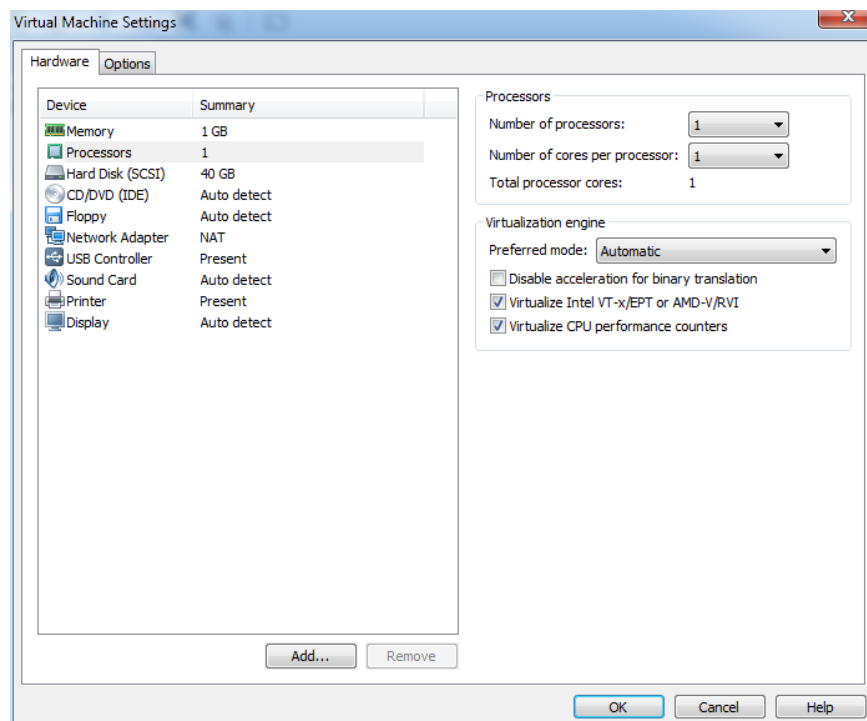 Virtual Machine Settings
Hardware
Options
Device Summary
Memory 1 GB
Processors 1
Hard Disk (SCSI) 40 GB
CD/DVD (IDE) Auto detect
Floppy Auto detect
Network Adapter NAT
USB Controller Present
Sound Card Auto detect
Printer Present
Display Auto detect
Add...
Remove
Processors
Number of processors: 1
Number of cores per processor: 1
Total processor cores: 1
Virtualization engine
Preferred mode: Automatic
Disable acceleration for binary translation
Virtualize Intel VT-x/EPT or AMD-V/RVI
Virtualize CPU performance counters
OK
Cancel
Help